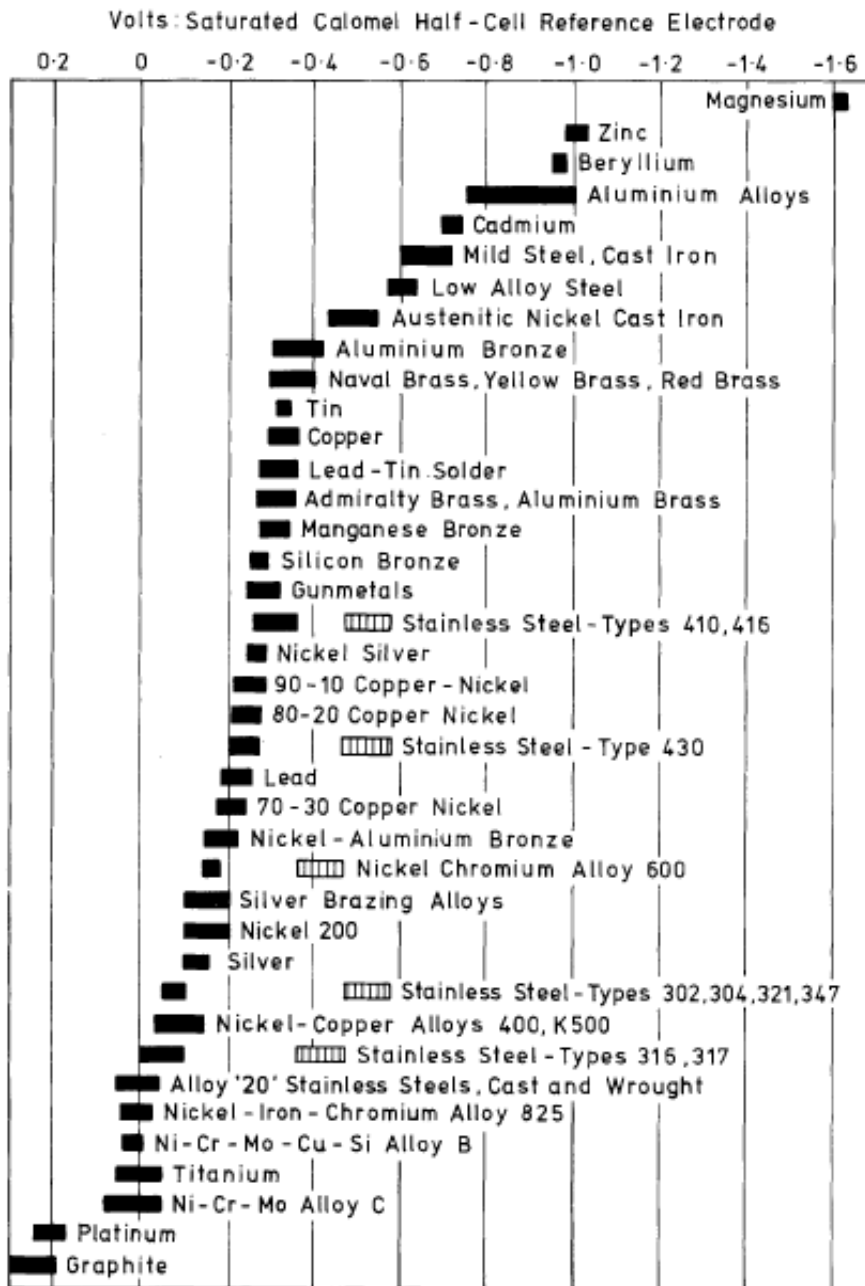 Volts: Saturated Calomel Half-Cell Reference Electrode
0·2 0 -0·2 -0·4 -0·6 -0·8 -1·0 -1·2 -1·4 -1·6
Magnesium
Zinc
Beryllium
Aluminium Alloys
Cadmium
Mild Steel, Cast Iron
Low Alloy Steel
Austenitic Nickel Cast Iron
Aluminium Bronze
Naval Brass, Yellow Brass, Red Brass
Tin
Copper
Lead-Tin Solder
Admiralty Brass, Aluminium Brass
Manganese Bronze
Silicon Bronze
Gunmetals
Stainless Steel-Types 410,416
Nickel Silver
90-10 Copper-Nickel
80-20 Copper Nickel
Stainless Steel-Type 430
Lead
70-30 Copper Nickel
Nickel-Aluminium Bronze
Nickel Chromium Alloy 600
Silver Brazing Alloys
Nickel 200
Silver
Stainless Steel-Types 302,304,321,347
Nickel-Copper Alloys 400, K500
Stainless Steel-Types 316,317
Alloy '20' Stainless Steels, Cast and Wrought
Nickel-Iron-Chromium Alloy 825
Ni-Cr-Mo-Cu-Si Alloy B
Titanium
Ni-Cr-Mo Alloy C
Platinum
Graphite